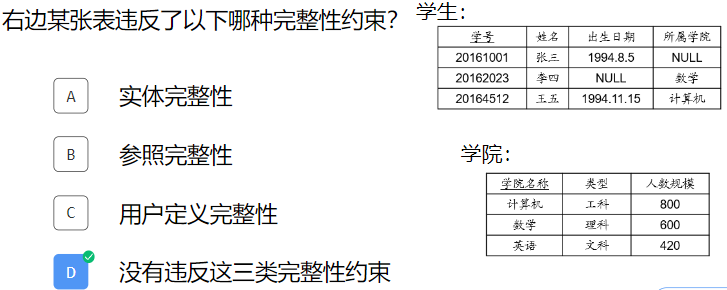 右边某张表违反了以下哪种完整性约束？
A 实体完整性
B 参照完整性
C 用户定义完整性
D 没有违反这三类完整性约束
学生：
学号 姓名 出生日期 所属学院
20161001 张三 1994.8.5 NULL
20162023 李四 NULL 数学
20164512 王五 1994.11.15 计算机
学院：
学院名称 类型 人数规模
计算机 工科 800
数学 理科 600
英语 文科 420